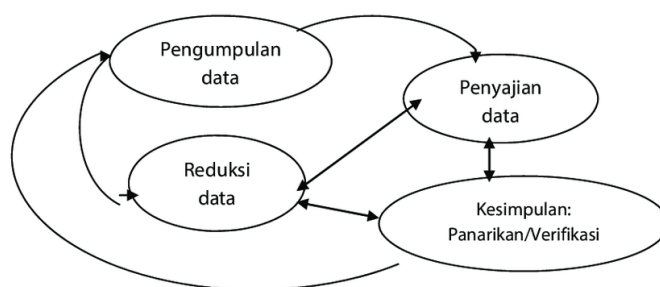 Pengumpulan
data
Penyajian
data
Reduksi
data
Kesimpulan:
Panarikan/Verifikasi